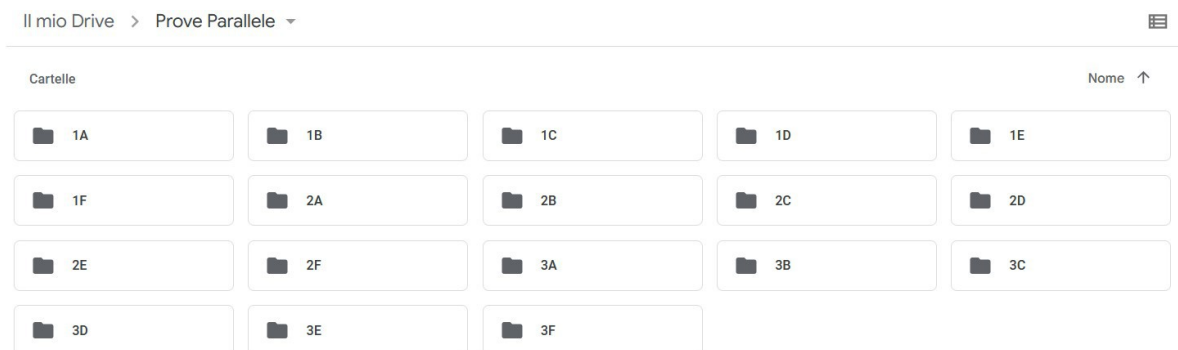 Il mio Drive > Prove Parallele
Cartelle Nome
1A 1B 1C 1D 1E
1F 2A 2B 2C 2D
2E 2F 3A 3B 3C
3D 3E 3F